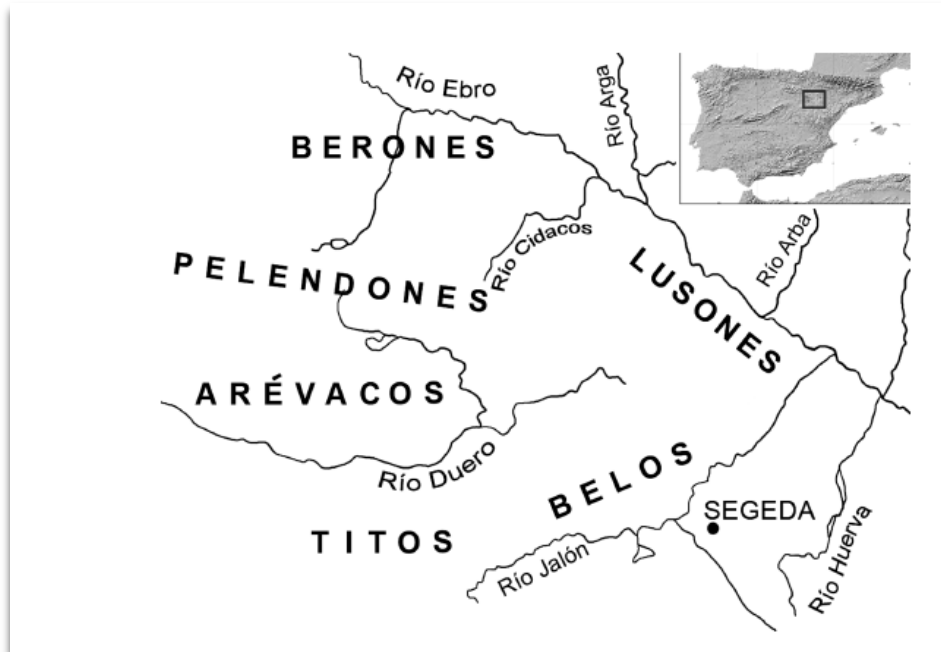 Río Ebro
Río Arga
BERONES
Río Cidacos
Río Arba
PELENDONES
LUSONES
ARÉVACOS
Río Duero
BELOS
SEGEDA
TITOS
Río Jalón
Río Huerva